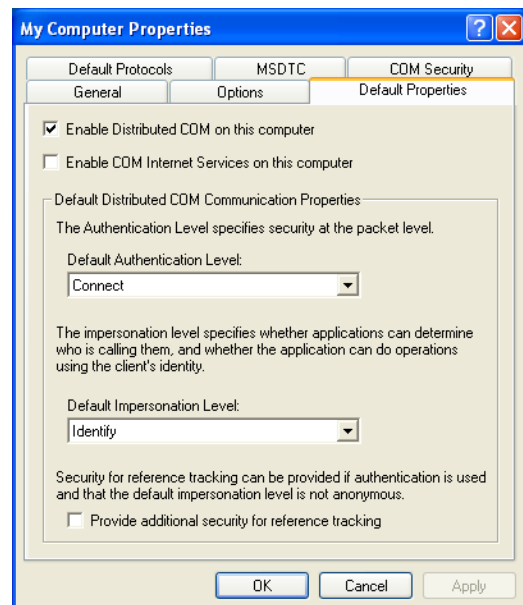 My Computer Properties
Default Protocols MSDTC COM Security
General Options Default Properties
Enable Distributed COM on this computer
Enable COM Internet Services on this computer
Default Distributed COM Communication Properties
The Authentication Level specifies security at the packet level.
Default Authentication Level:
Connect
The impersonation level specifies whether applications can determine
who is calling them, and whether the application can do operations
using the client's identity.
Default Impersonation Level:
Identify
Security for reference tracking can be provided if authentication is used
and that the default impersonation level is not anonymous.
Provide additional security for reference tracking
OK Cancel Apply